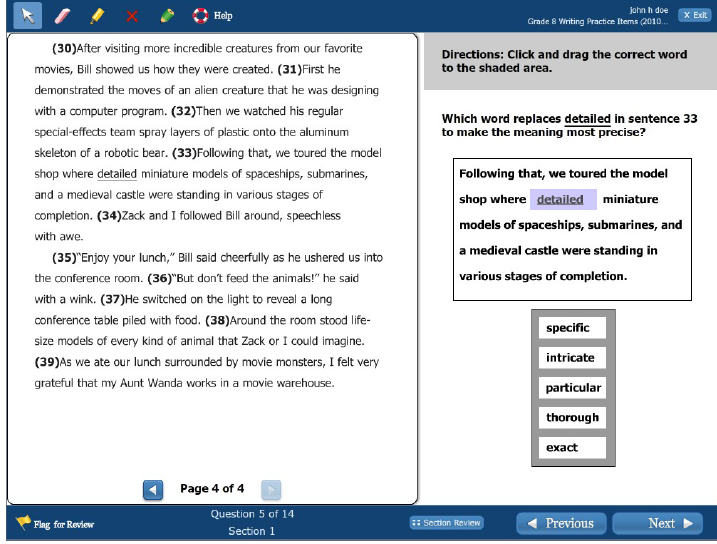 john h doe
Grade 8 Writing Practice Items (2010...
X Exit
Help
(30)After visiting more incredible creatures from our favorite
movies, Bill showed us how they were created. (31)First he
demonstrated the moves of an alien creature that he was designing
with a computer program. (32)Then we watched his regular
special-effects team spray layers of plastic onto the aluminum
skeleton of a robotic bear. (33)Following that, we toured the model
shop where detailed miniature models of spaceships, submarines,
and a medieval castle were standing in various stages of
completion. (34)Zack and I followed Bill around, speechless
with awe.
(35)“Enjoy your lunch,” Bill said cheerfully as he ushered us into
the conference room. (36)“But don’t feed the animals!” he said
with a wink. (37)He switched on the light to reveal a long
conference table piled with food. (38)Around the room stood life-
size models of every kind of animal that Zack or I could imagine.
(39)As we ate our lunch surrounded by movie monsters, I felt very
grateful that my Aunt Wanda works in a movie warehouse.
Page 4 of 4
Directions: Click and drag the correct word
to the shaded area.
Which word replaces detailed in sentence 33
to make the meaning most precise?
Following that, we toured the model
shop where detailed miniature
models of spaceships, submarines, and
a medieval castle were standing in
various stages of completion.
specific
intricate
particular
thorough
exact
Flag for Review
Question 5 of 14
Section 1
Section Review
Previous
Next